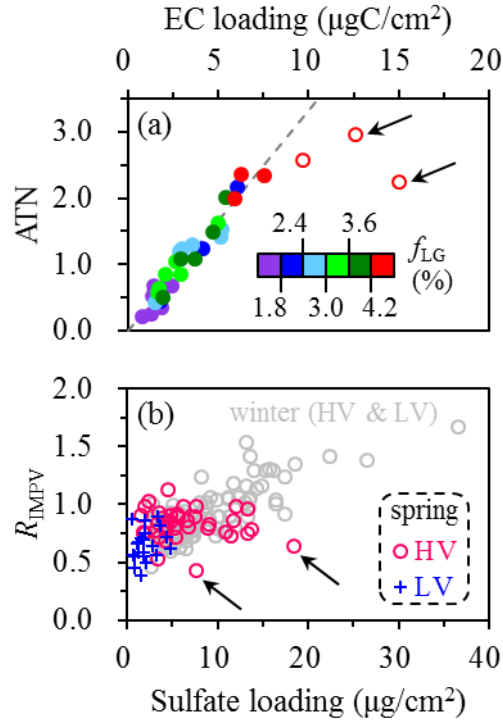 EC loading (μgC/cm²)
0 5 10 15 20
(a)
ATN
3.0
2.0
1.0
0.0
2.4 3.6
f_LG
(%)
1.8 3.0 4.2
(b)
winter (HV & LV)
R_IMPV
2.0
1.5
1.0
0.5
0.0
spring
HV
LV
0 10 20 30 40
Sulfate loading (μg/cm²)